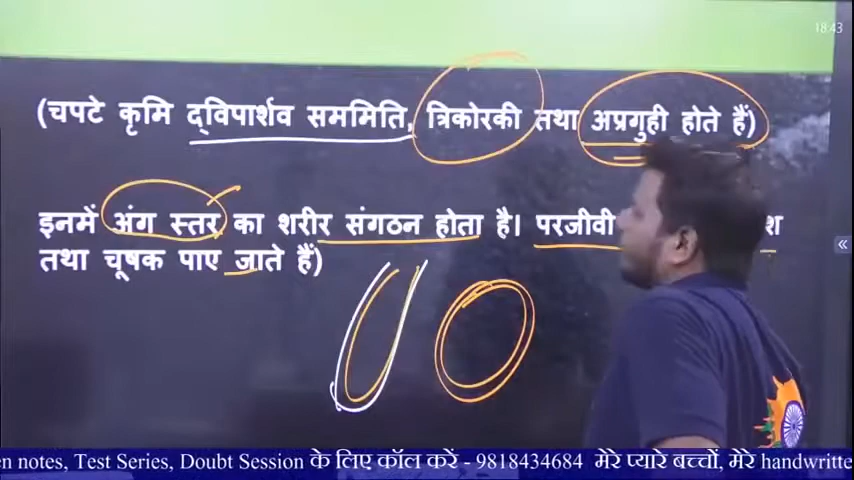 18:43
(चपटे कृमि द्विपार्श्व सममिति, त्रिकोरकी तथा अप्रगुही होते हैं)
इनमें अंग स्तर का शरीर संगठन होता है। परजीवी
तथा चूषक पाए जाते हैं)
en notes, Test Series, Doubt Session के लिए कॉल करें - 9818434684 मेरे प्यारे बच्चों, मेरे handwritte